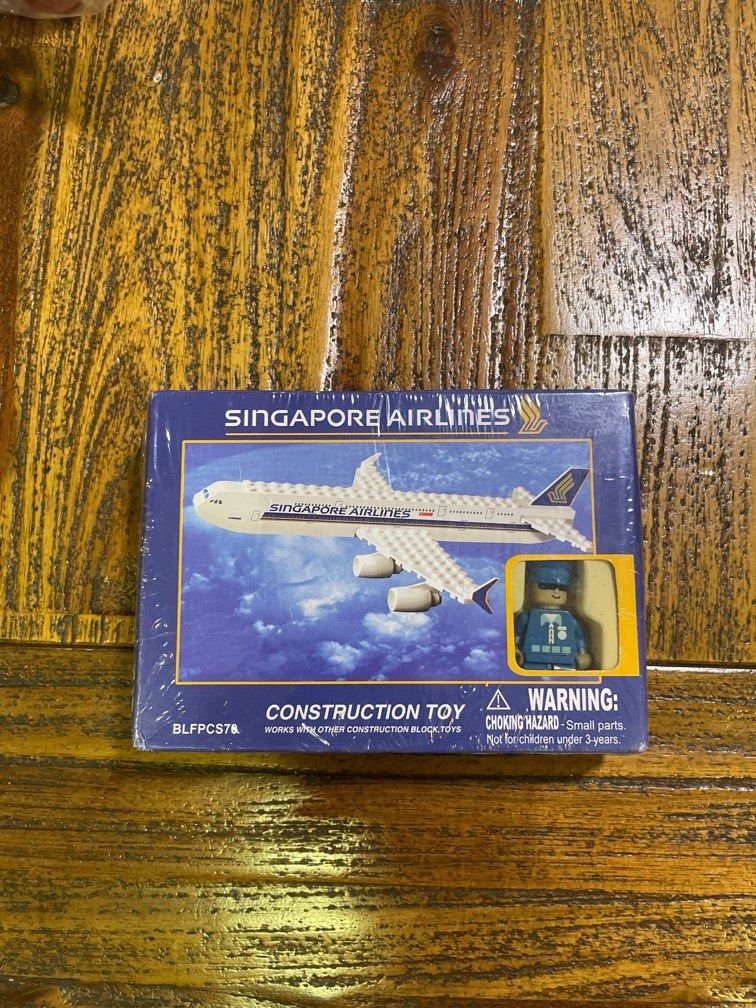 SINGAPORE AIRLINES
SINGAPORE AIRLINES
CONSTRUCTION TOY
WORKS WITH OTHER CONSTRUCTION BLOCK TOYS
BLFPCS70
WARNING:
CHOKING HAZARD - Small parts.
Not for children under 3 years.